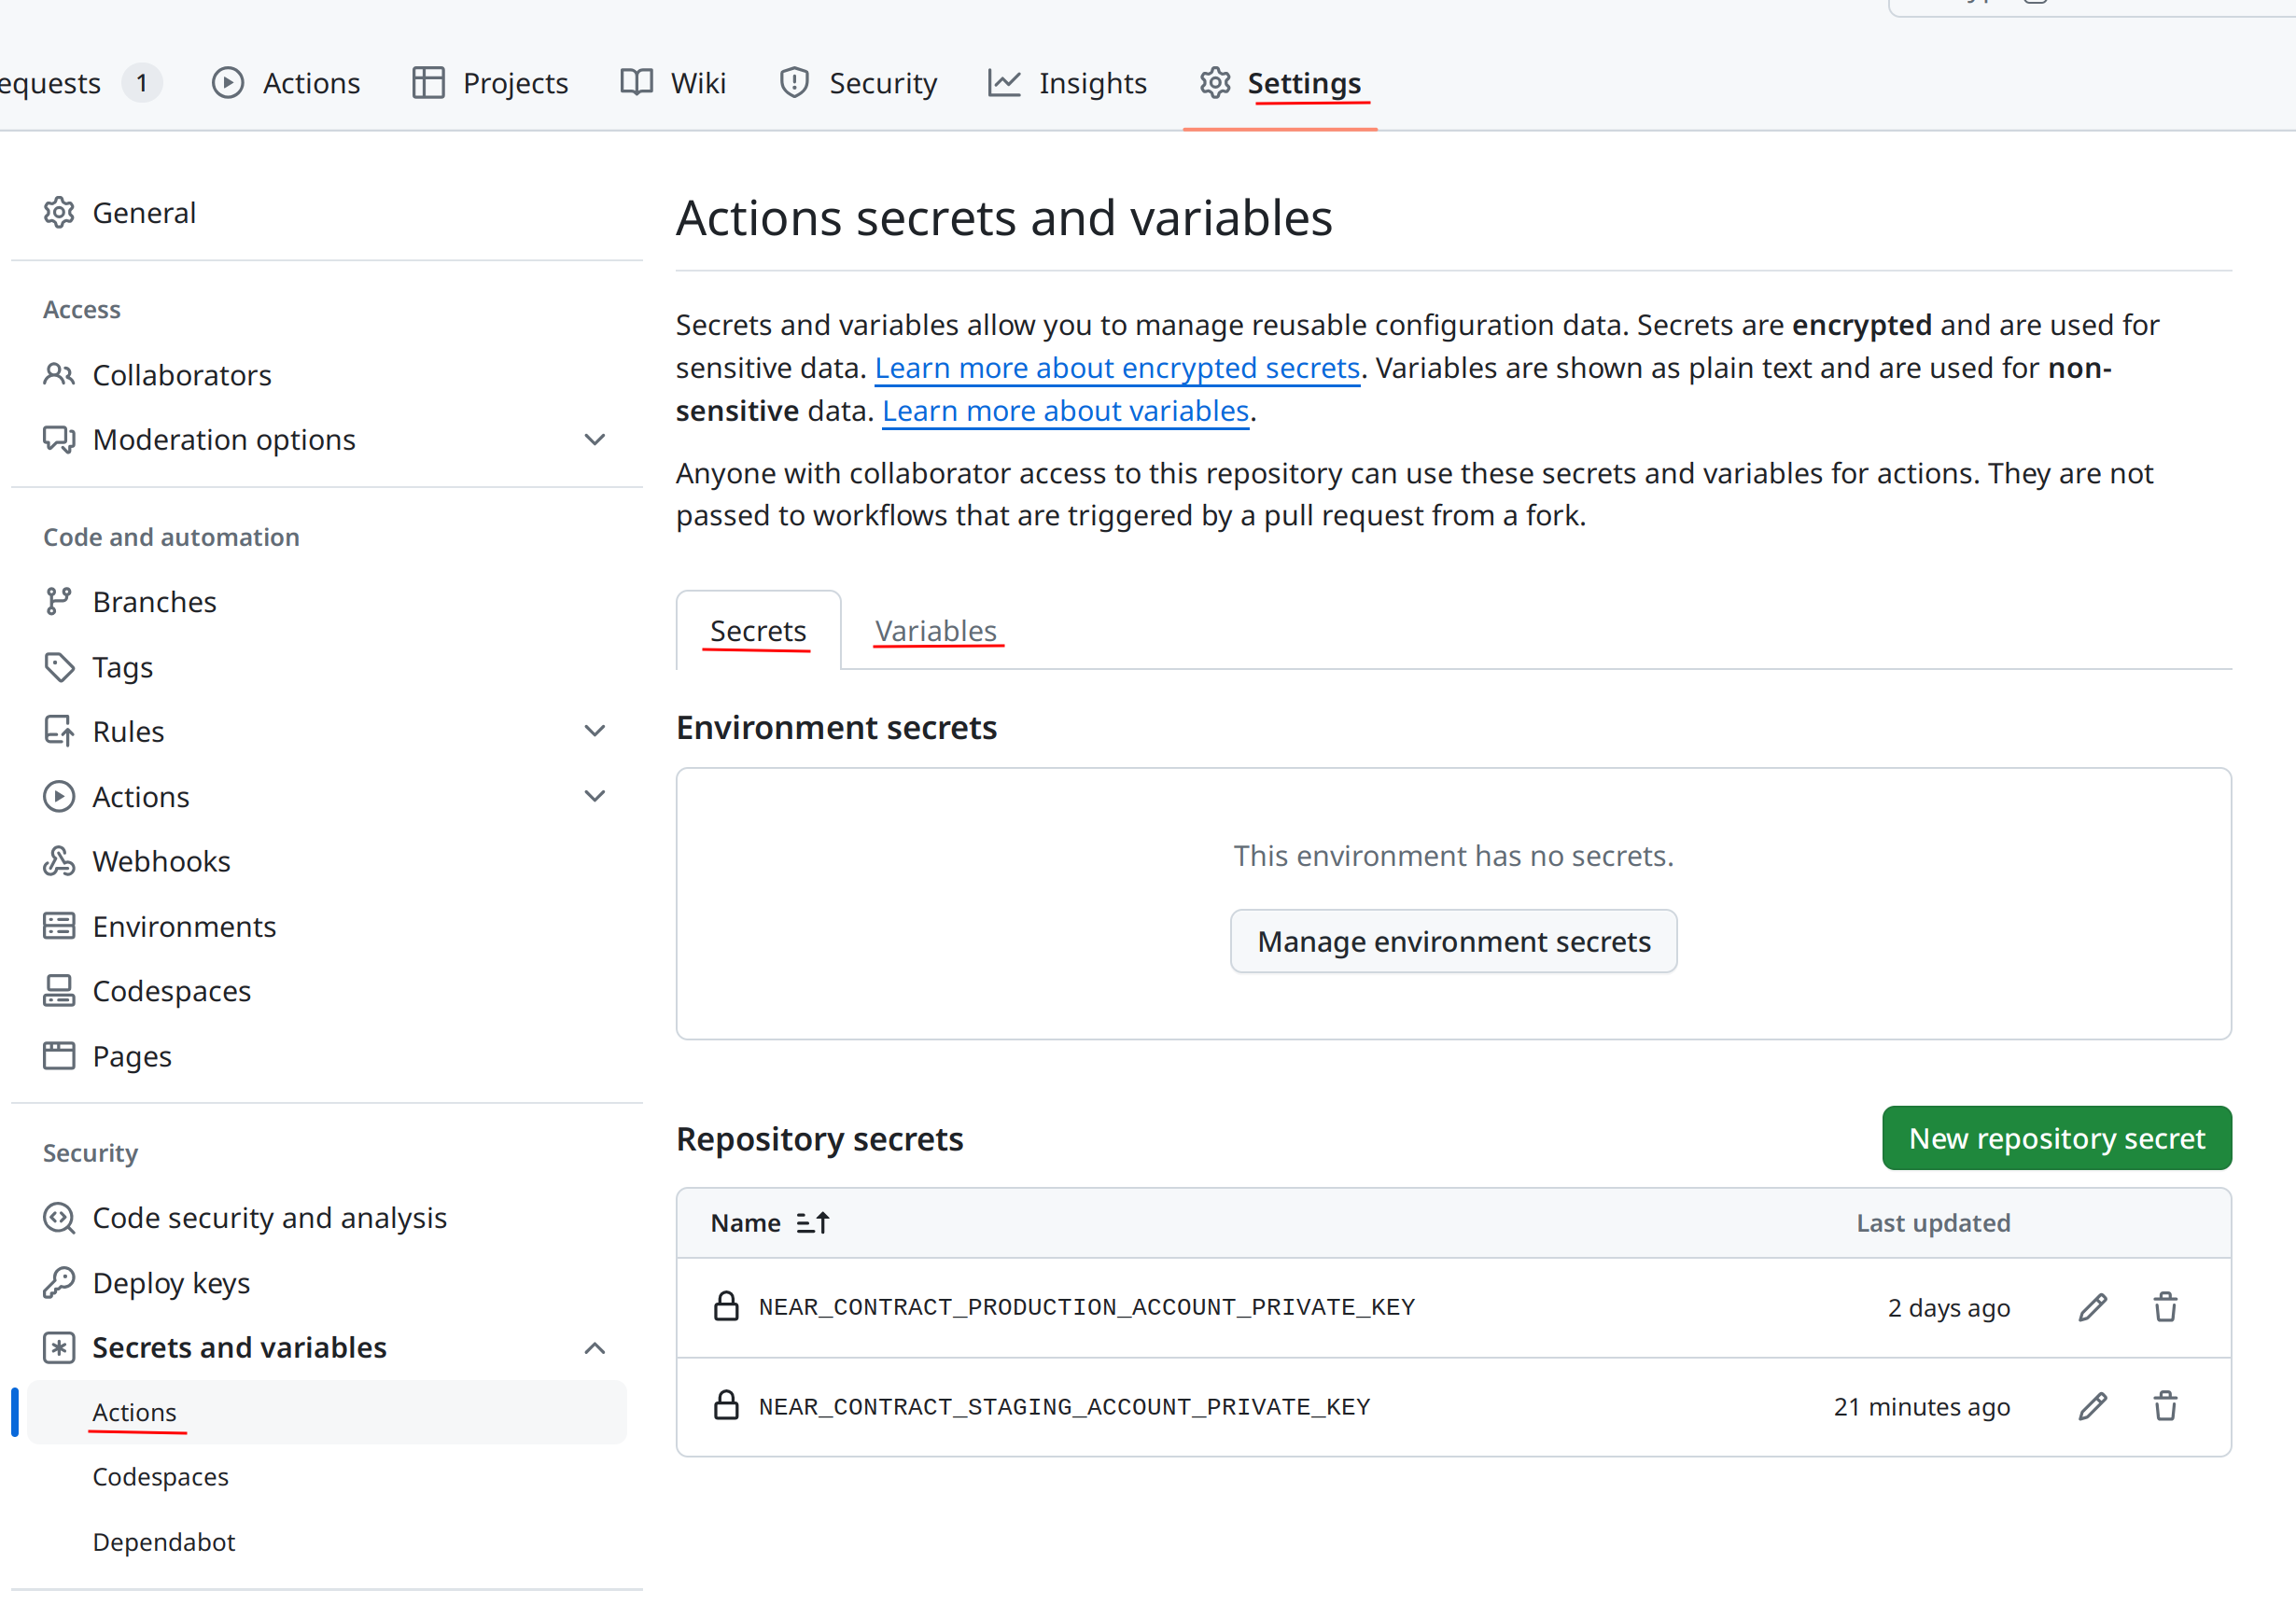 equests 1 Actions Projects Wiki Security Insights Settings
General
Access
Collaborators
Moderation options
Code and automation
Branches
Tags
Rules
Actions
Webhooks
Environments
Codespaces
Pages
Security
Code security and analysis
Deploy keys
Secrets and variables
Actions
Codespaces
Dependabot
Actions secrets and variables
Secrets and variables allow you to manage reusable configuration data. Secrets are encrypted and are used for
sensitive data. Learn more about encrypted secrets. Variables are shown as plain text and are used for non-
sensitive data. Learn more about variables.
Anyone with collaborator access to this repository can use these secrets and variables for actions. They are not
passed to workflows that are triggered by a pull request from a fork.
Secrets Variables
Environment secrets
This environment has no secrets.
Manage environment secrets
Repository secrets New repository secret
Name Last updated
NEAR_CONTRACT_PRODUCTION_ACCOUNT_PRIVATE_KEY 2 days ago
NEAR_CONTRACT_STAGING_ACCOUNT_PRIVATE_KEY 21 minutes ago